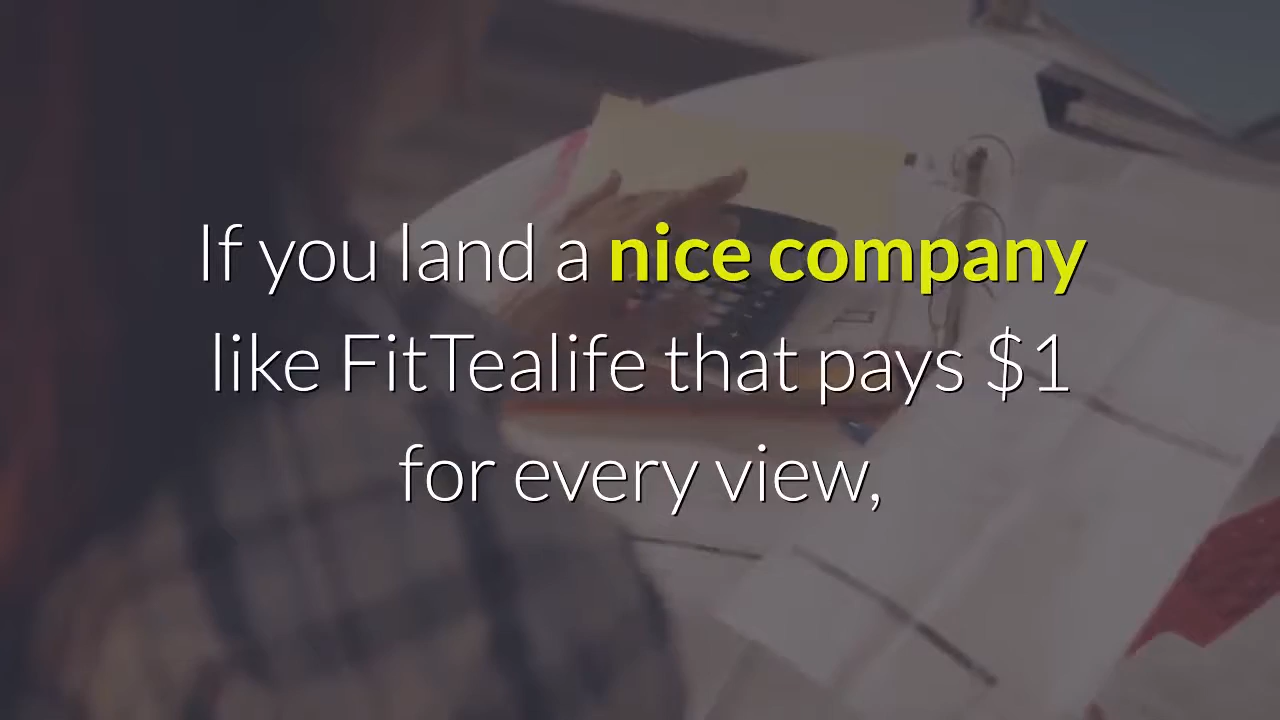 If you land a nice company
like FitTealife that pays $1
for every view,